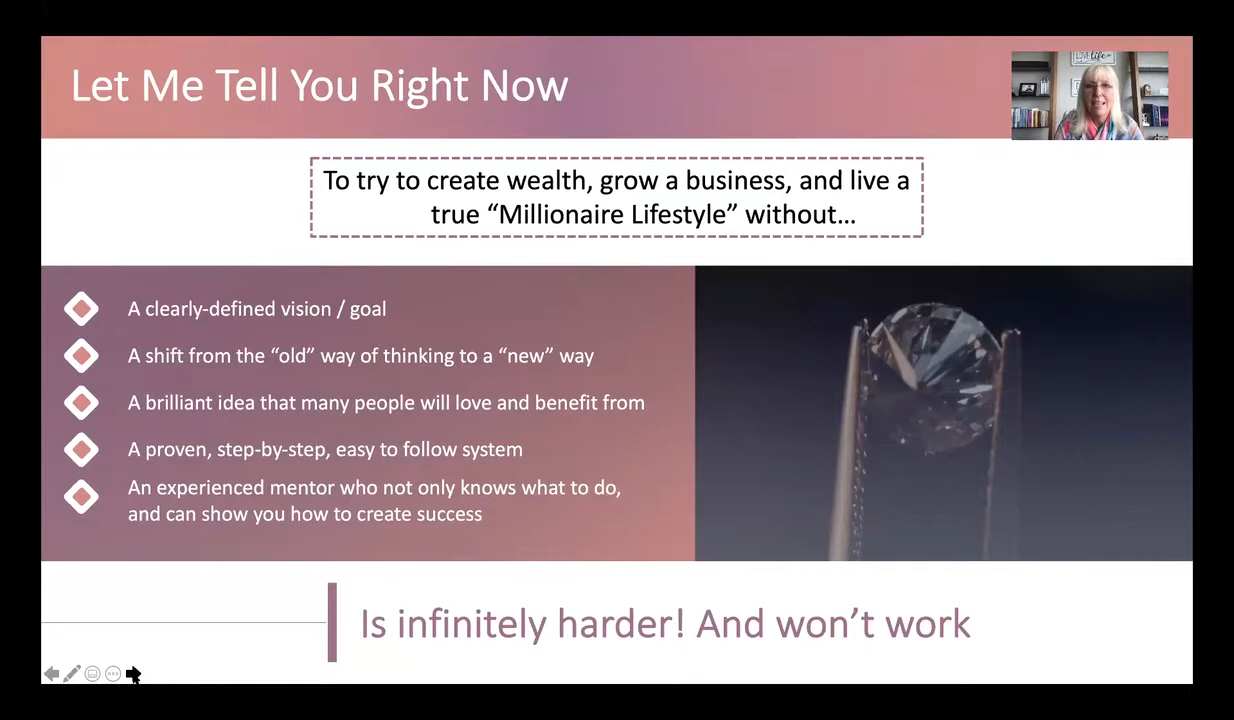 Let Me Tell You Right Now
To try to create wealth, grow a business, and live a
true “Millionaire Lifestyle” without…
A clearly-defined vision / goal
A shift from the “old” way of thinking to a “new” way
A brilliant idea that many people will love and benefit from
A proven, step-by-step, easy to follow system
An experienced mentor who not only knows what to do,
and can show you how to create success
Is infinitely harder! And won’t work